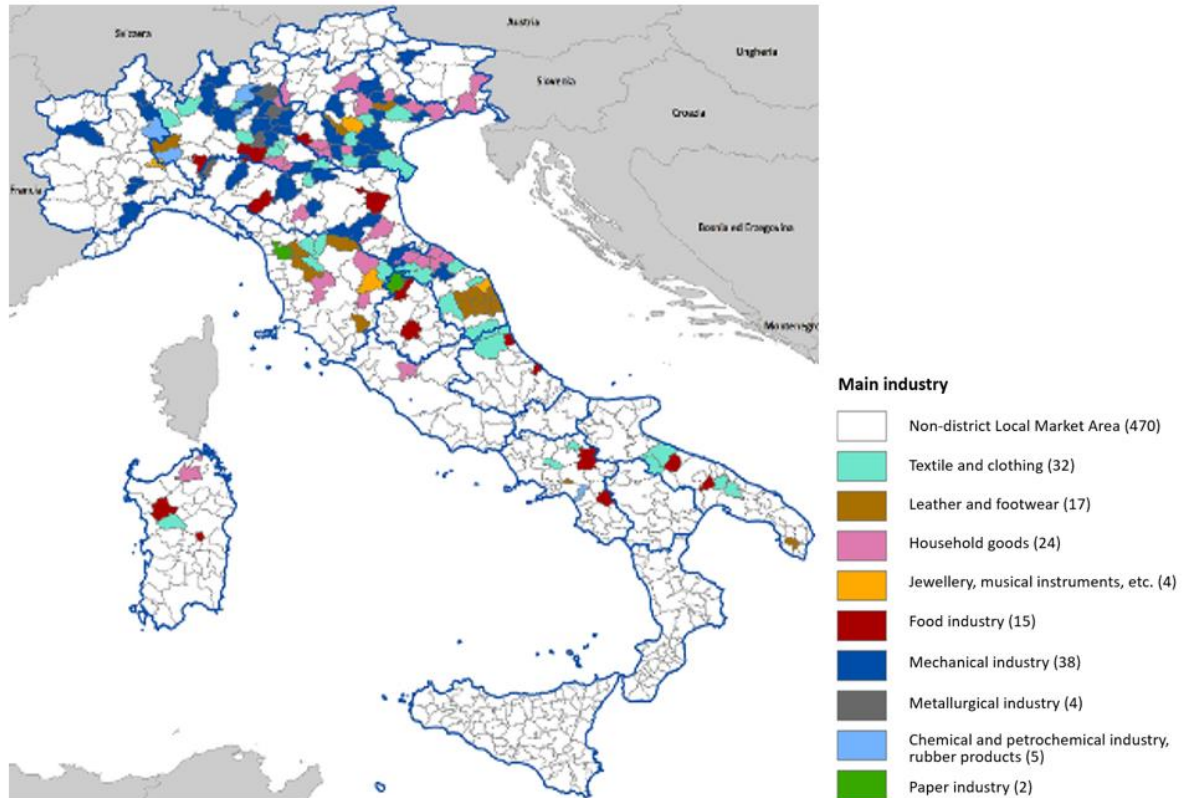 Svizzera
Austria
Ungheria
Slovenia
Croazia
Francia
Bosnia ed Erzegovina
Montenegro
Main industry
Non-district Local Market Area (470)
Textile and clothing (32)
Leather and footwear (17)
Household goods (24)
Jewellery, musical instruments, etc. (4)
Food industry (15)
Mechanical industry (38)
Metallurgical industry (4)
Chemical and petrochemical industry,
rubber products (5)
Paper industry (2)